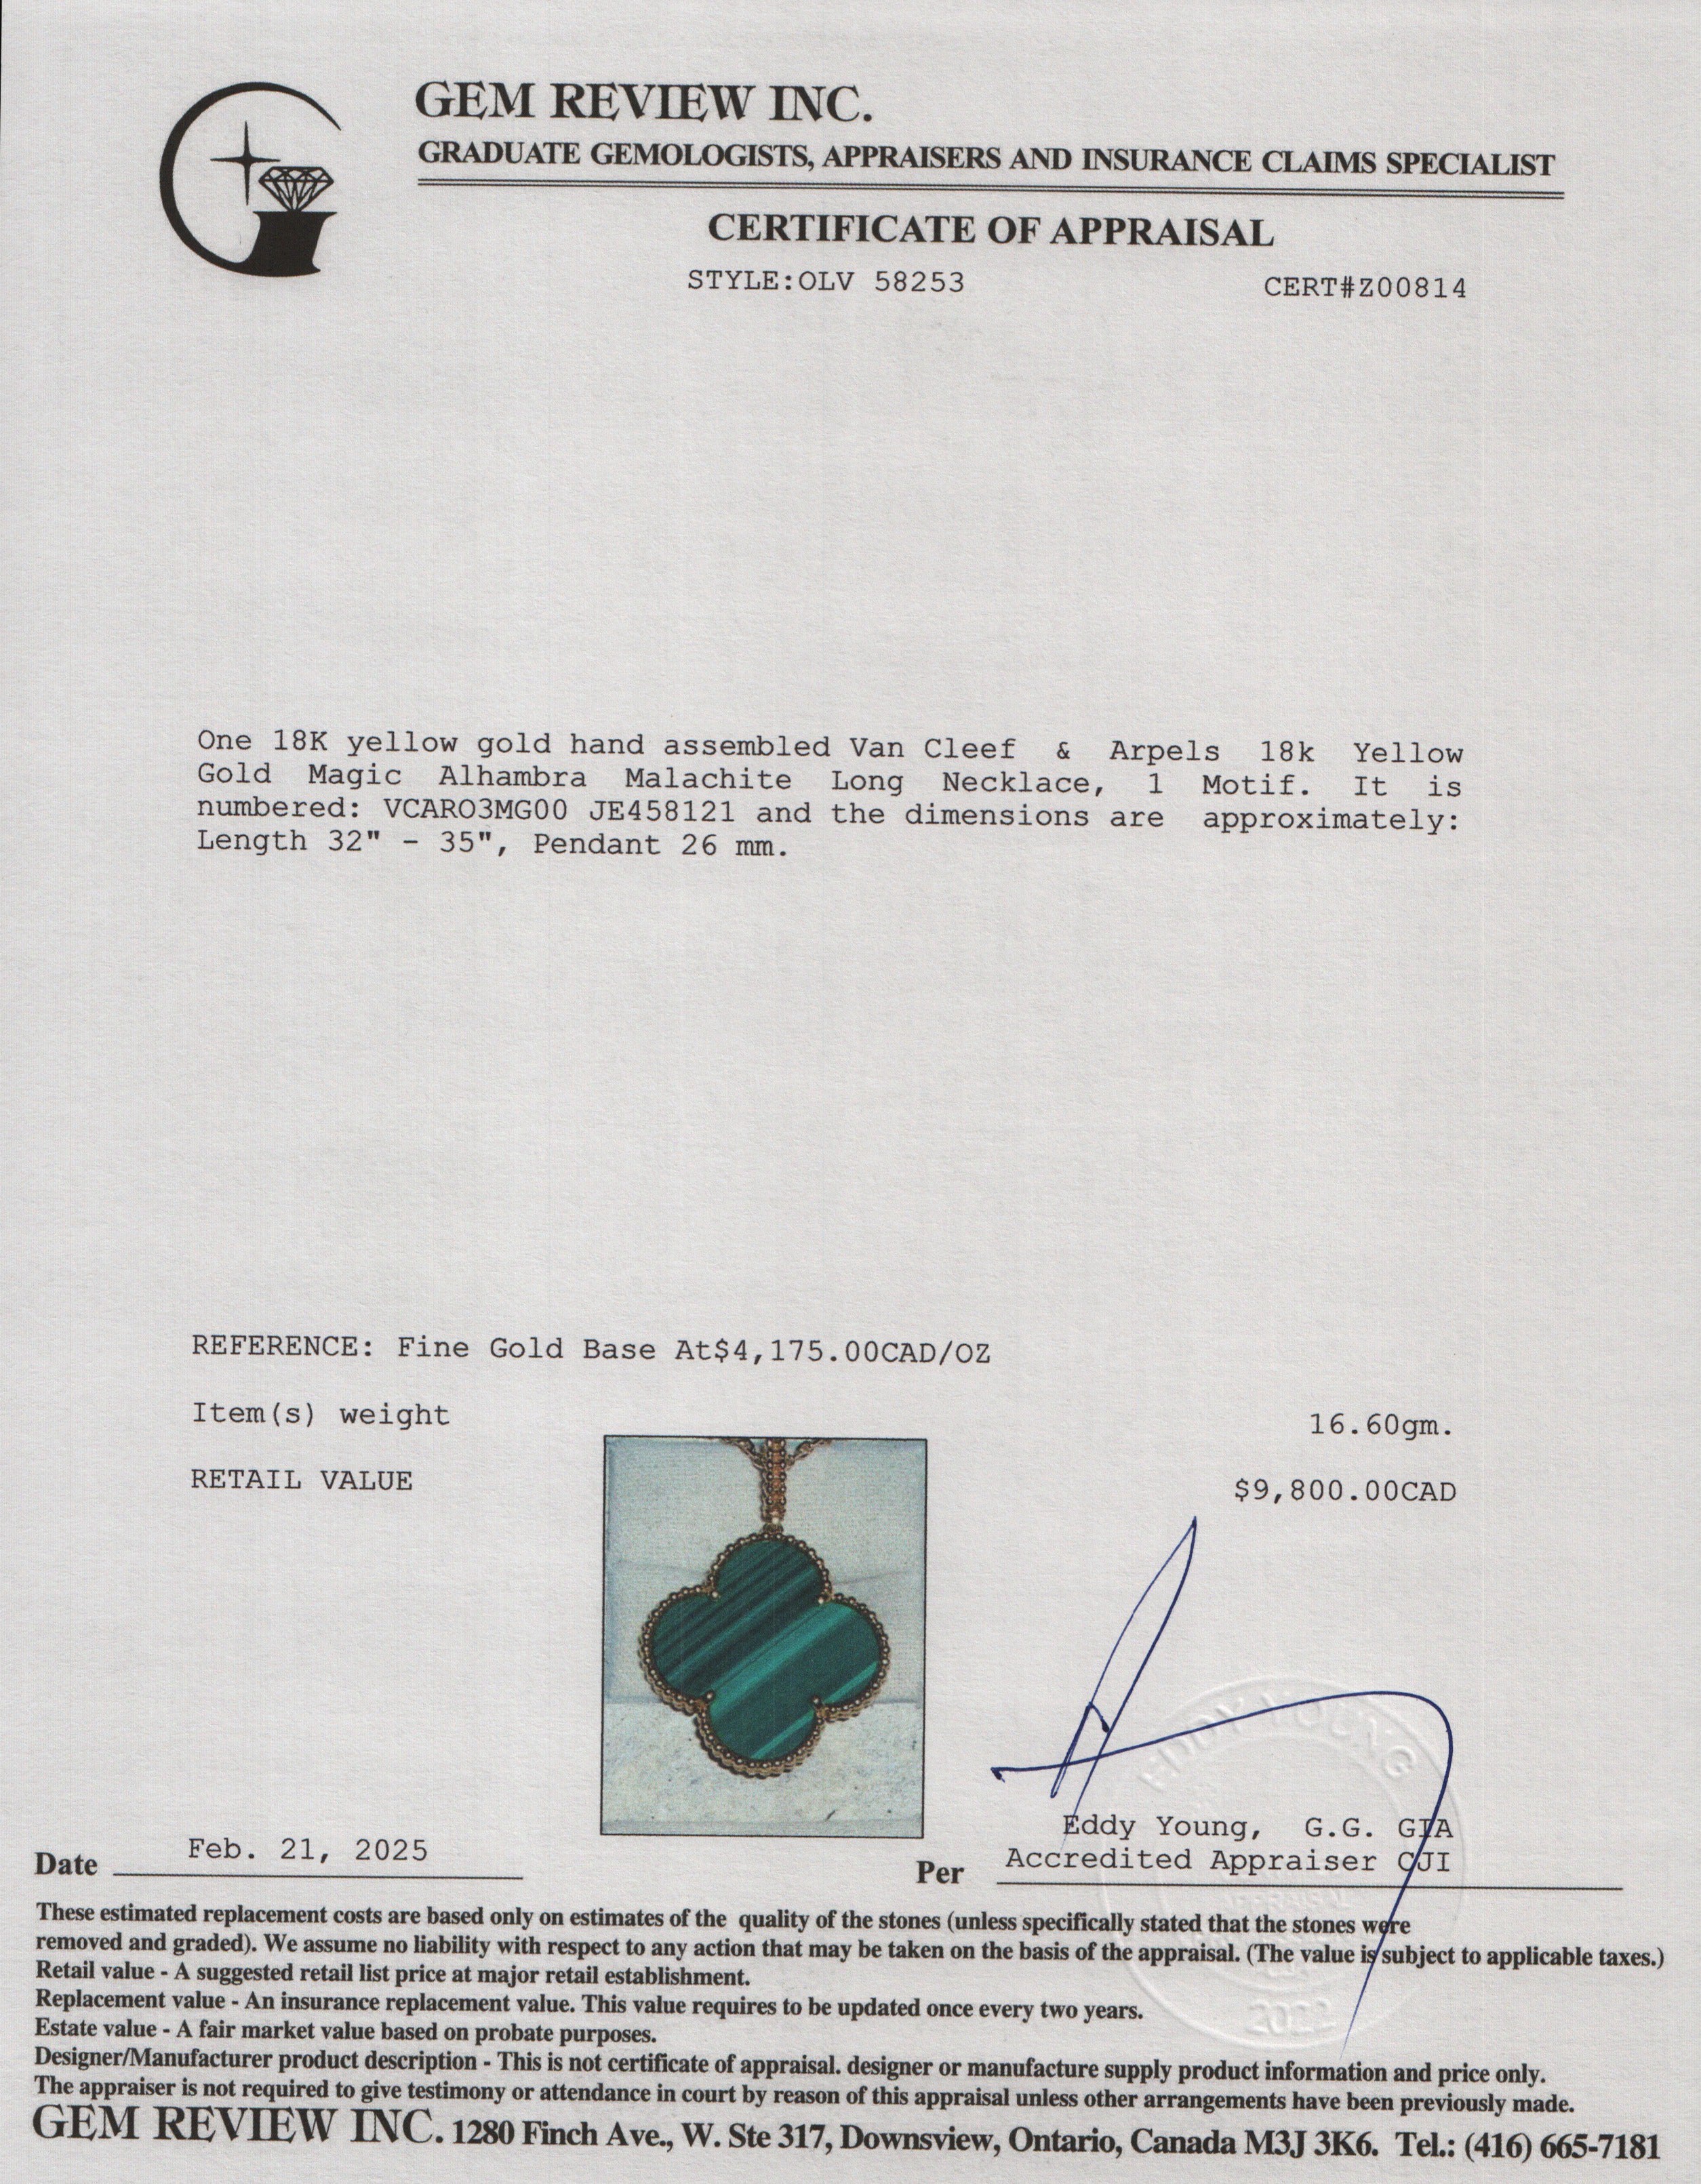 GEM REVIEW INC.
GRADUATE GEMOLOGISTS, APPRAISERS AND INSURANCE CLAIMS SPECIALIST
CERTIFICATE OF APPRAISAL
STYLE:OLV 58253 CERT#Z00814
One 18K yellow gold hand assembled Van Cleef & Arpels 18k Yellow
Gold Magic Alhambra Malachite Long Necklace, 1 Motif. It is
numbered: VCARO3MG00 JE458121 and the dimensions are approximately:
Length 32" - 35", Pendant 26 mm.
REFERENCE: Fine Gold Base At$4,175.00CAD/OZ
Item(s) weight 16.60gm.
RETAIL VALUE $9,800.00CAD
EDDY YOUNG
Eddy Young, G.G. GIA
Date Feb. 21, 2025
Per Accredited Appraiser CJI
These estimated replacement costs are based only on estimates of the quality of the stones (unless specifically stated that the stones were
removed and graded). We assume no liability with respect to any action that may be taken on the basis of the appraisal. (The value is subject to applicable taxes.)
Retail value - A suggested retail list price at major retail establishment.
Replacement value - An insurance replacement value. This value requires to be updated once every two years.
2022
Estate value - A fair market value based on probate purposes.
Designer/Manufacturer product description - This is not certificate of appraisal. designer or manufacture supply product information and price only.
The appraiser is not required to give testimony or attendance in court by reason of this appraisal unless other arrangements have been previously made.
GEM REVIEW INC. 1280 Finch Ave., W. Ste 317, Downsview, Ontario, Canada M3J 3K6. Tel.: (416) 665-7181